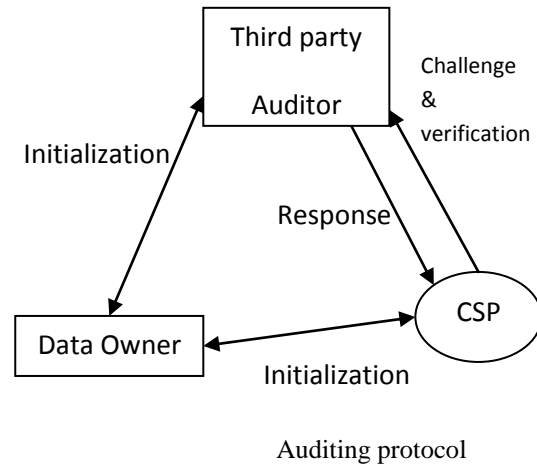 Third party
Auditor
Challenge
&
verification
Initialization
Response
CSP
Data Owner
Initialization
Auditing protocol